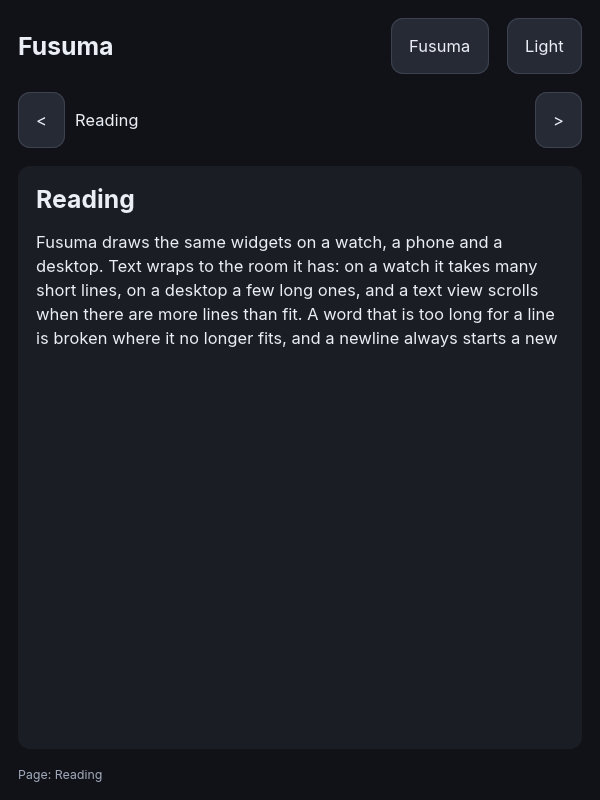 Fusuma
Fusuma
Light
<
Reading
>
Reading
Fusuma draws the same widgets on a watch, a phone and a
desktop. Text wraps to the room it has: on a watch it takes many
short lines, on a desktop a few long ones, and a text view scrolls
when there are more lines than fit. A word that is too long for a line
is broken where it no longer fits, and a newline always starts a new
Page: Reading